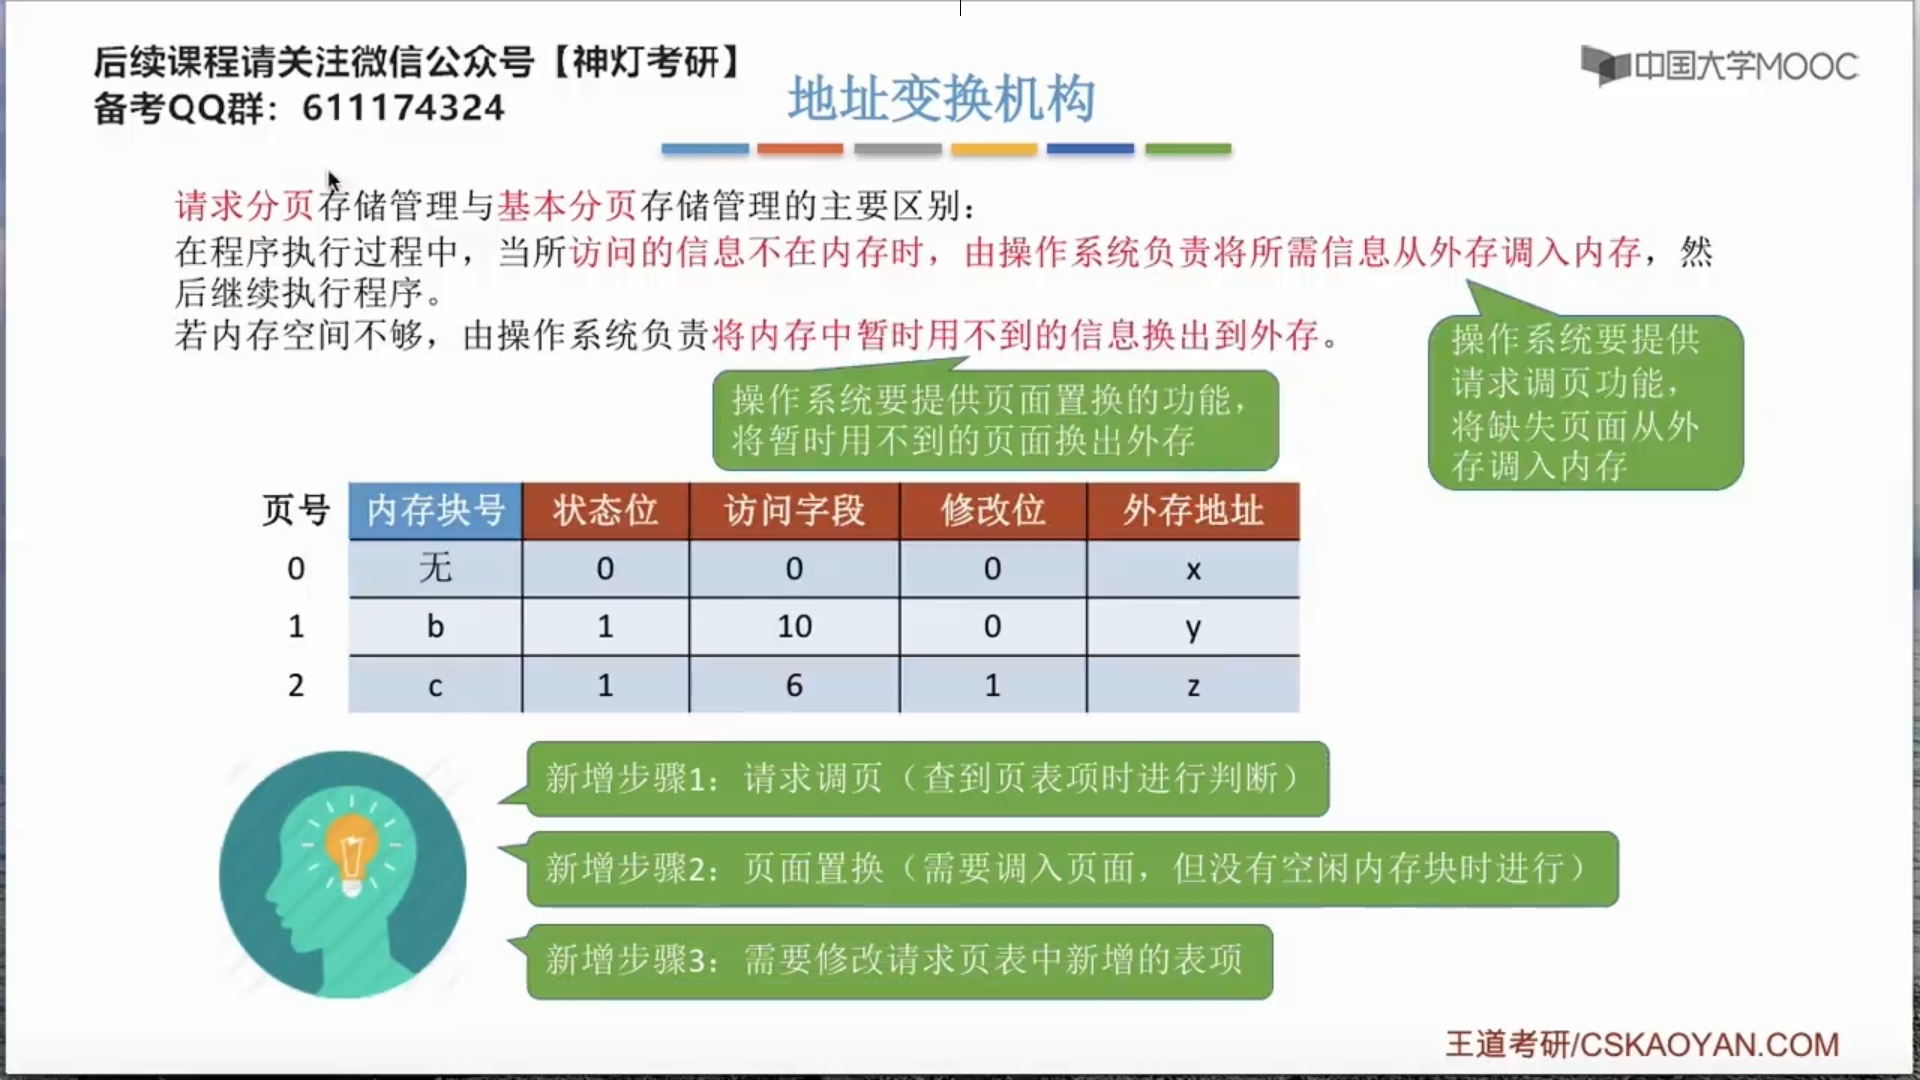 后续课程请关注微信公众号【神灯考研】
备考QQ群：611174324
中国大学MOOC
地址变换机构
请求分页存储管理与基本分页存储管理的主要区别：
在程序执行过程中，当所访问的信息不在内存时，由操作系统负责将所需信息从外存调入内存，然
后继续执行程序。
若内存空间不够，由操作系统负责将内存中暂时用不到的信息换出到外存。
操作系统要提供
请求调页功能，
将缺失页面从外
存调入内存
操作系统要提供页面置换的功能，
将暂时用不到的页面换出外存
页号 内存块号 状态位 访问字段 修改位 外存地址
0 无 0 0 0 x
1 b 1 10 0 y
2 c 1 6 1 z
新增步骤1：请求调页（查到页表项时进行判断）
新增步骤2：页面置换（需要调入页面，但没有空闲内存块时进行）
新增步骤3：需要修改请求页表中新增的表项
王道考研/CSKAOYAN.COM